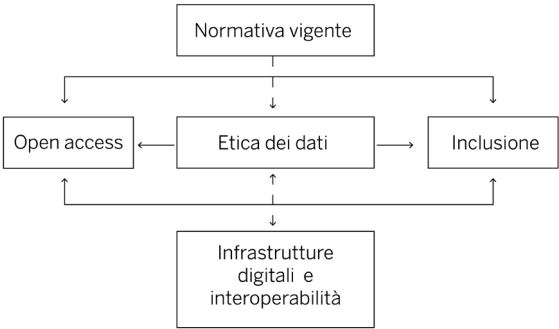 Normativa vigente
Open access
Etica dei dati
Inclusione
Infrastrutture
digitali e
interoperabilità